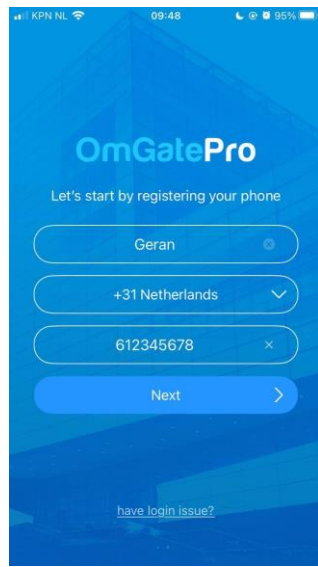 KPN NL 09:48 95%
OmGatePro
Let's start by registering your phone
Geran
+31 Netherlands
612345678
Next
have login issue?